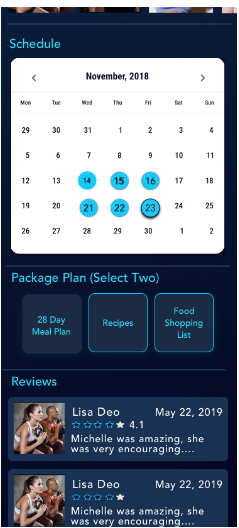 Schedule
November, 2018
Mon Tue Wed Thu Fri Sat Sun
29 30 31 1 2 3 4
5 6 7 8 9 10 11
12 13 14 15 16 17 18
19 20 21 22 23 24 25
26 27 28 29 30 1 2
Package Plan (Select Two)
28 Day
Meal Plan
Recipes
Food
Shopping
List
Reviews
Lisa Deo May 22, 2019
4.1
Michelle was amazing, she
was very encouraging....
Lisa Deo May 22, 2019
Michelle was amazing, she
was very encouraging....